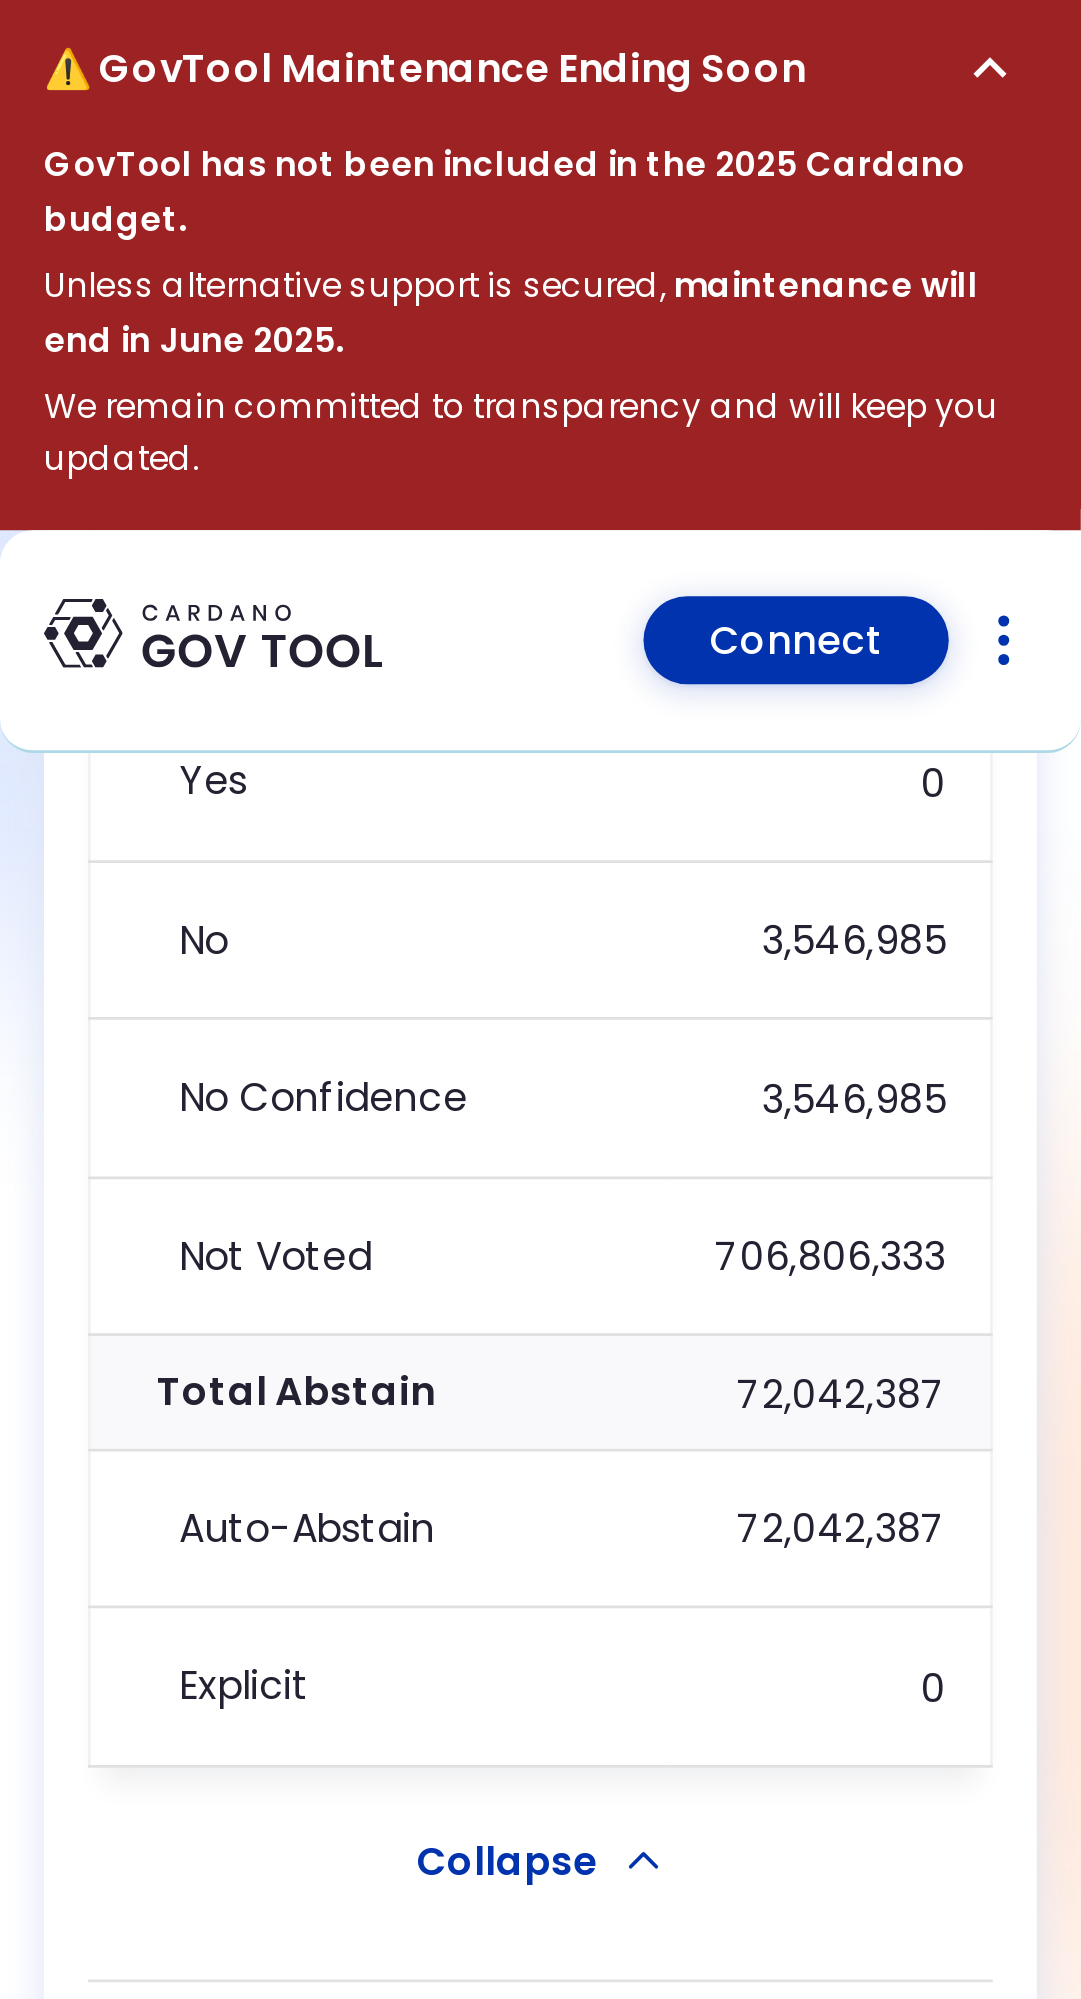 ⚠️ GovTool Maintenance Ending Soon
GovTool has not been included in the 2025 Cardano
budget.
Unless alternative support is secured, maintenance will
end in June 2025.
We remain committed to transparency and will keep you
updated.
CARDANO
GOV TOOL
Connect
Yes 0
No 3,546,985
No Confidence 3,546,985
Not Voted 706,806,333
Total Abstain 72,042,387
Auto-Abstain 72,042,387
Explicit 0
Collapse